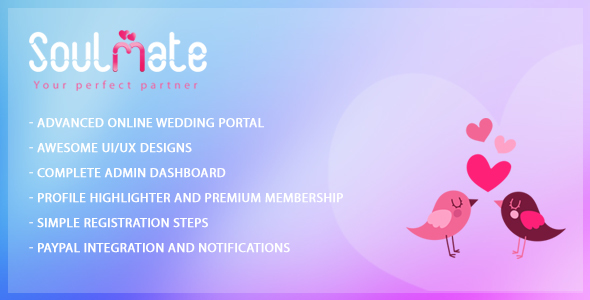 Soulmate
Your perfect partner
- ADVANCED ONLINE WEDDING PORTAL
- AWESOME UI/UX DESIGNS
- COMPLETE ADMIN DASHBOARD
- PROFILE HIGHLIGHTER AND PREMIUM MEMBERSHIP
- SIMPLE REGISTRATION STEPS
- PAYPAL INTEGRATION AND NOTIFICATIONS